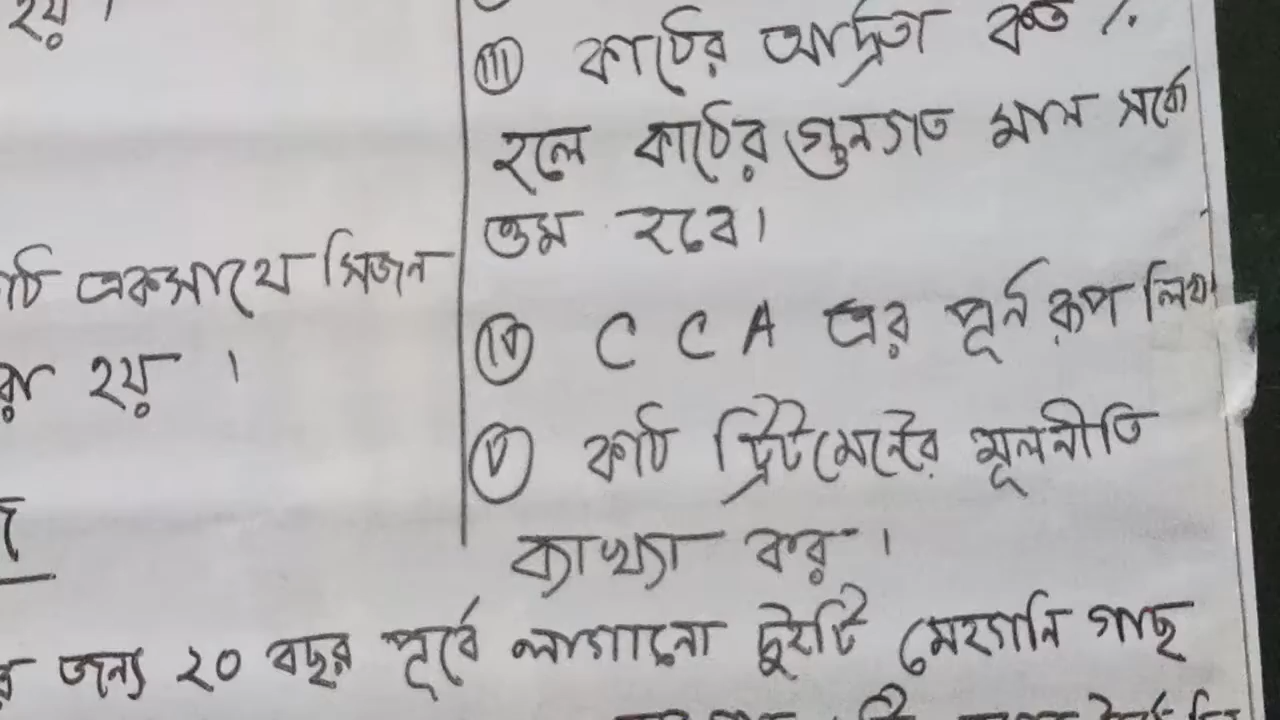 হয়।
টি একসাথে সিজন
রা হয়।
iii কাঠের আদ্রতা কত %
হলে কাঠের গুনগত মান সর্বো
ত্তম হবে।
iv C C A এর পূর্ন রূপ লিখ।
v কাঠ ট্রিটমেন্টের মূলনীতি
ব্যাখ্যা কর।
জন্য ২০ বছর পূর্বে লাগানো দুইটি মেহগনি গাছ